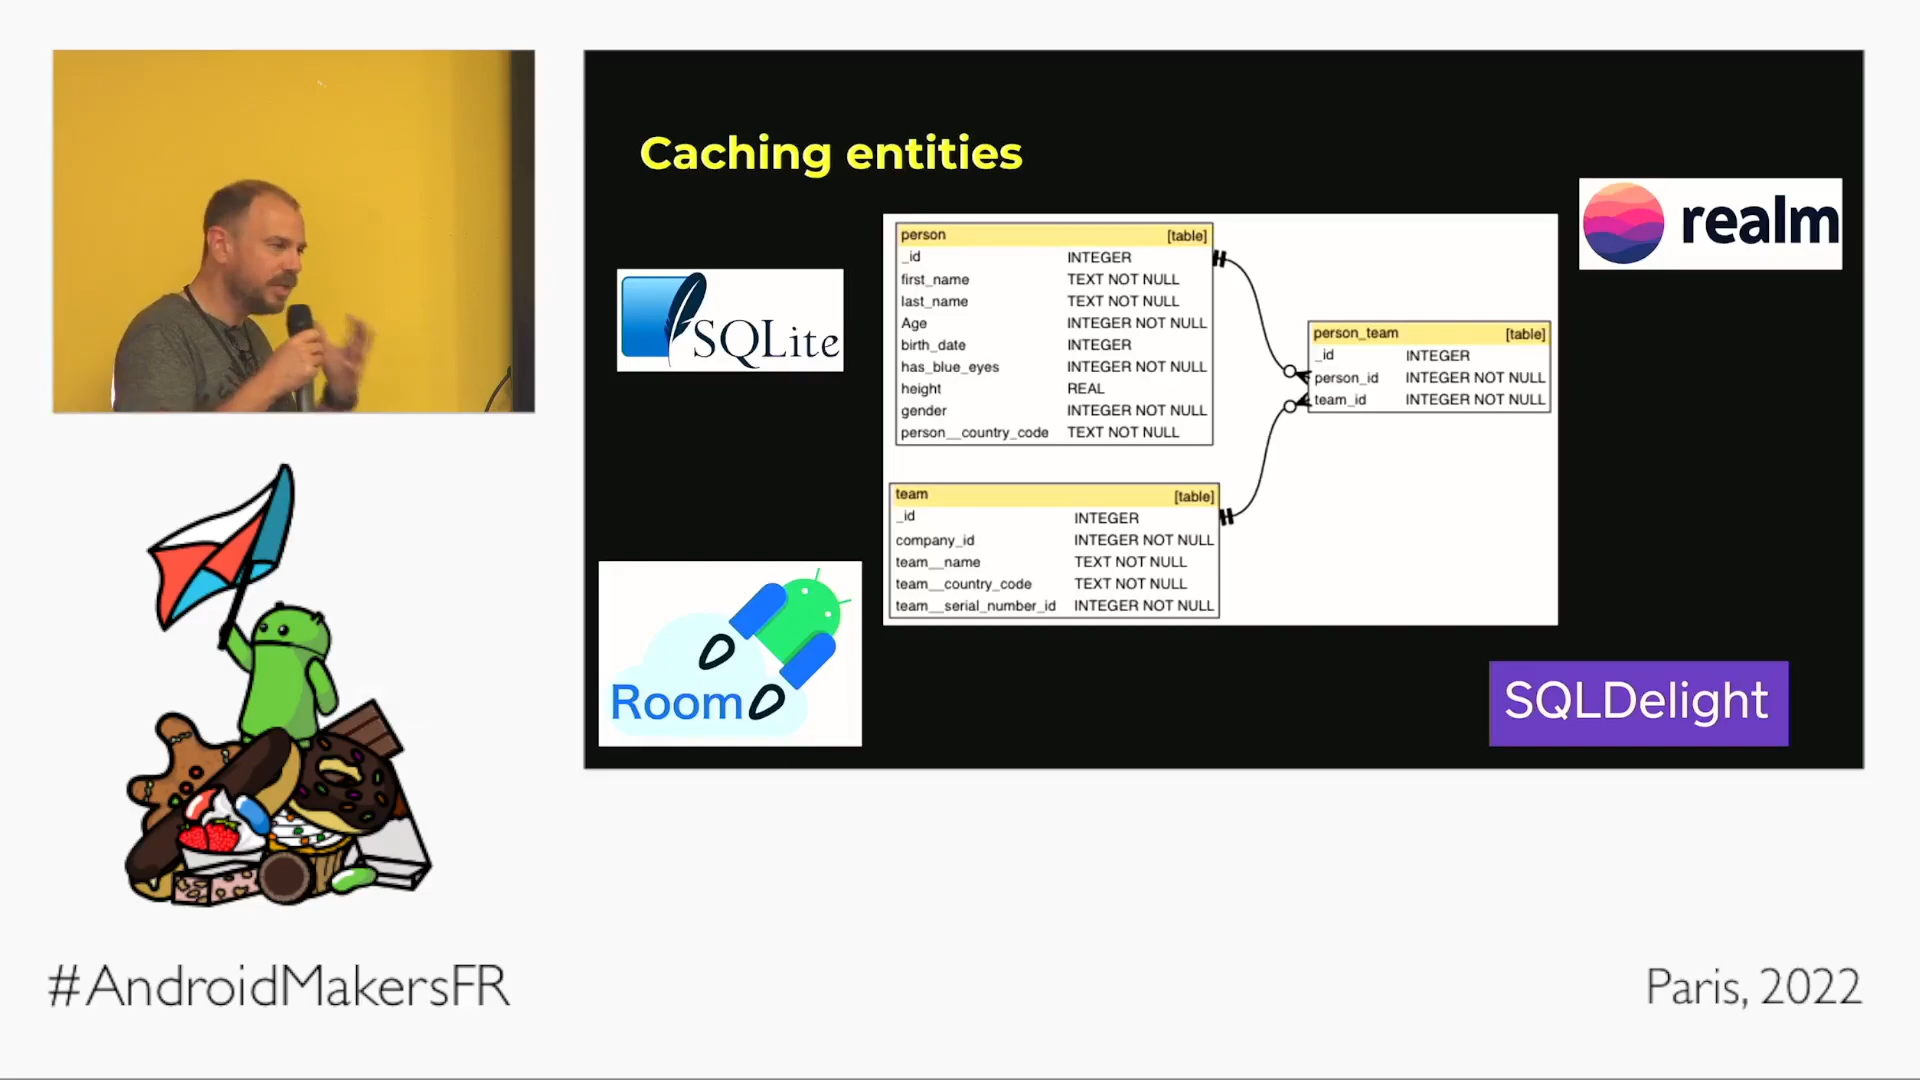 Caching entities
realm
SQLite
person [table]
_id INTEGER
first_name TEXT NOT NULL
last_name TEXT NOT NULL
Age INTEGER NOT NULL
birth_date INTEGER
has_blue_eyes INTEGER NOT NULL
height REAL
gender INTEGER NOT NULL
person__country_code TEXT NOT NULL
person_team [table]
_id INTEGER
person_id INTEGER NOT NULL
team_id INTEGER NOT NULL
team [table]
_id INTEGER
company_id INTEGER NOT NULL
team__name TEXT NOT NULL
team__country_code TEXT NOT NULL
team__serial_number_id INTEGER NOT NULL
Room
SQLDelight
#AndroidMakersFR
Paris, 2022